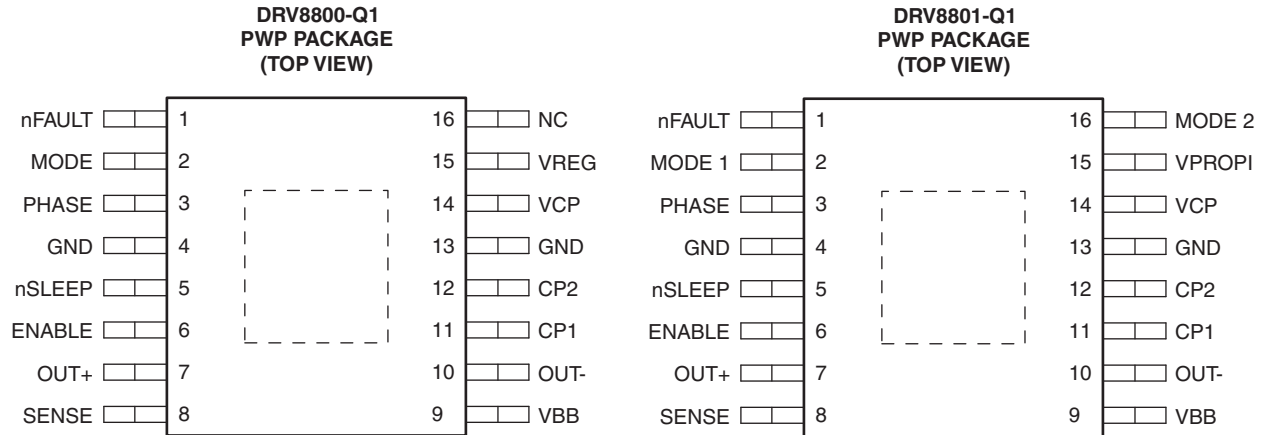 DRV8800-Q1
PWP PACKAGE
(TOP VIEW)
nFAULT 1 16 NC
MODE 2 15 VREG
PHASE 3 14 VCP
GND 4 13 GND
nSLEEP 5 12 CP2
ENABLE 6 11 CP1
OUT+ 7 10 OUT-
SENSE 8 9 VBB
DRV8801-Q1
PWP PACKAGE
(TOP VIEW)
nFAULT 1 16 MODE 2
MODE 1 2 15 VPROPI
PHASE 3 14 VCP
GND 4 13 GND
nSLEEP 5 12 CP2
ENABLE 6 11 CP1
OUT+ 7 10 OUT-
SENSE 8 9 VBB